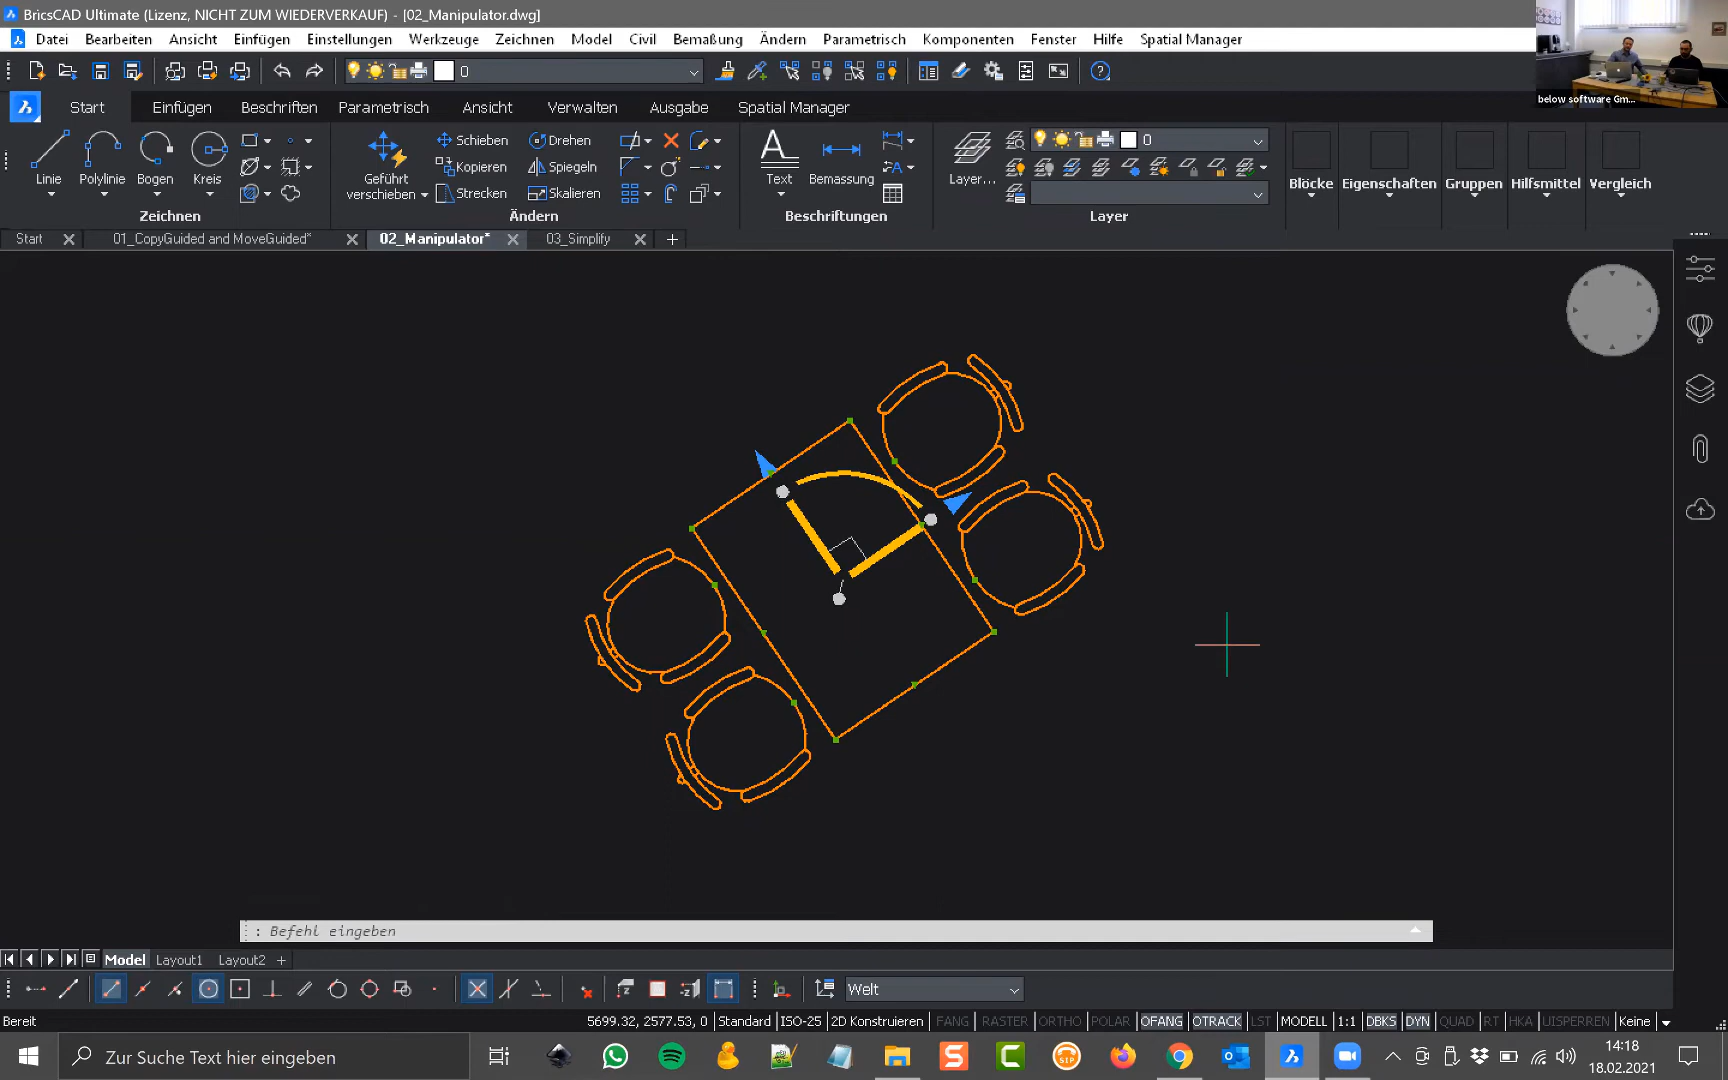 BricsCAD Ultimate (Lizenz, NICHT ZUM WIEDERVERKAUF) - [02_Manipulator.dwg]
Datei Bearbeiten Ansicht Einfügen Einstellungen Werkzeuge Zeichnen Model Civil Bemaßung Ändern Parametrisch Komponenten Fenster Hilfe Spatial Manager
0
below software Gm...
Start Einfügen Beschriften Parametrisch Ansicht Verwalten Ausgabe Spatial Manager
Schieben Drehen 0
Kopieren Spiegeln
Linie Polylinie Bogen Kreis Geführt Text Bemassung Layer... Blöcke Eigenschaften Gruppen Hilfsmittel Vergleich
verschieben Strecken Skalieren
Zeichnen Ändern Beschriftungen Layer
Start 01_CopyGuided and MoveGuided* 02_Manipulator* 03_Simplify
: Befehl eingeben
Model Layout1 Layout2 +
Welt
Bereit 5699.32, 2577.53, 0 Standard ISO-25 2D Konstruieren FANG RASTER ORTHO POLAR OFANG OTRACK LST MODELL 1:1 DBKS DYN QUAD RT HKA UISPERREN Keine
Zur Suche Text hier eingeben
14:18
18.02.2021